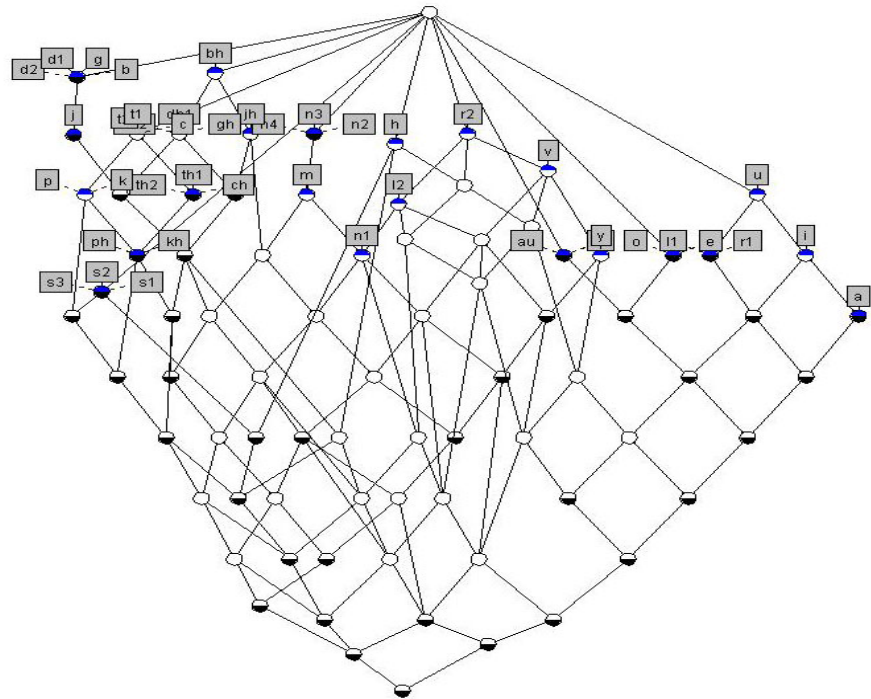 bh
d2 d1 g b
j t1 c gh jh n4 n3 n2 h r2
v
p k th2 th1 ch m l2 u
ph kh n1 au y o l1 e r1 i
s3 s2 s1
a